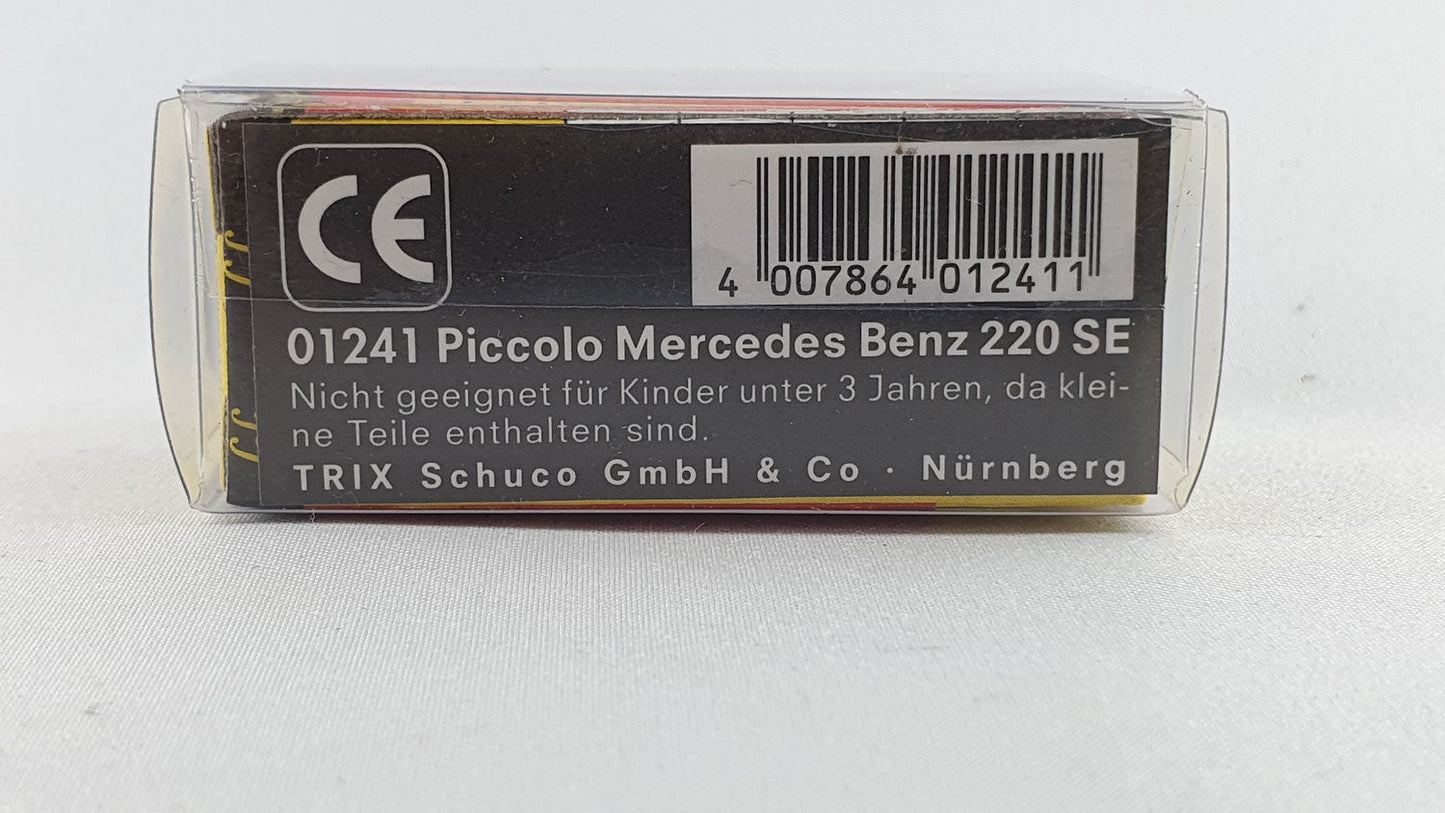 CE
4 007864 012411
01241 Piccolo Mercedes Benz 220 SE
Nicht geeignet für Kinder unter 3 Jahren, da klei-
ne Teile enthalten sind.
TRIX Schuco GmbH & Co · Nürnberg